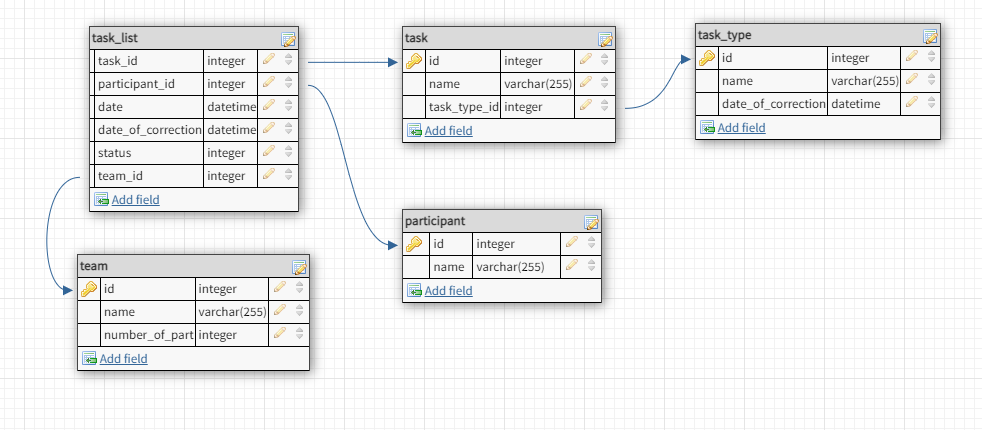 task_list
task_id integer
participant_id integer
date datetime
date_of_correction datetime
status integer
team_id integer
Add field
task
id integer
name varchar(255)
task_type_id integer
Add field
task_type
id integer
name varchar(255)
date_of_correction datetime
Add field
participant
id integer
name varchar(255)
Add field
team
id integer
name varchar(255)
number_of_part integer
Add field